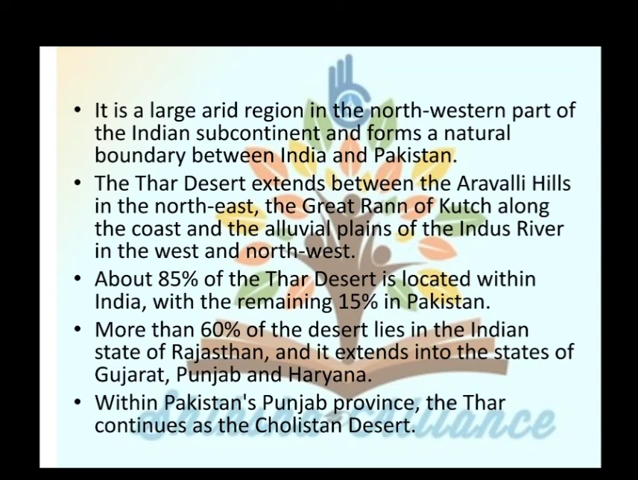 • It is a large arid region in the north-western part of
the Indian subcontinent and forms a natural
boundary between India and Pakistan.
• The Thar Desert extends between the Aravalli Hills
in the north-east, the Great Rann of Kutch along
the coast and the alluvial plains of the Indus River
in the west and north-west.
• About 85% of the Thar Desert is located within
India, with the remaining 15% in Pakistan.
• More than 60% of the desert lies in the Indian
state of Rajasthan, and it extends into the states of
Gujarat, Punjab and Haryana.
• Within Pakistan's Punjab province, the Thar
continues as the Cholistan Desert.
Alliance